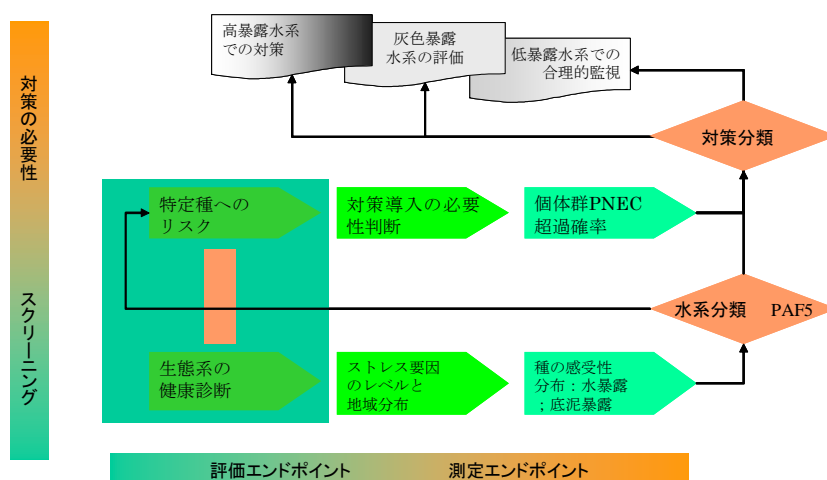 高暴露水系
での対策
灰色暴露
水系の評価
低暴露水系での
合理的監視
対策の必要性
対策分類
特定種への
リスク
対策導入の必要
性判断
個体群PNEC
超過確率
スクリーニング
水系分類 PAF5
生態系の
健康診断
ストレス要因
のレベルと
地域分布
種の感受性
分布：水暴露
；底泥暴露
評価エンドポイント
測定エンドポイント